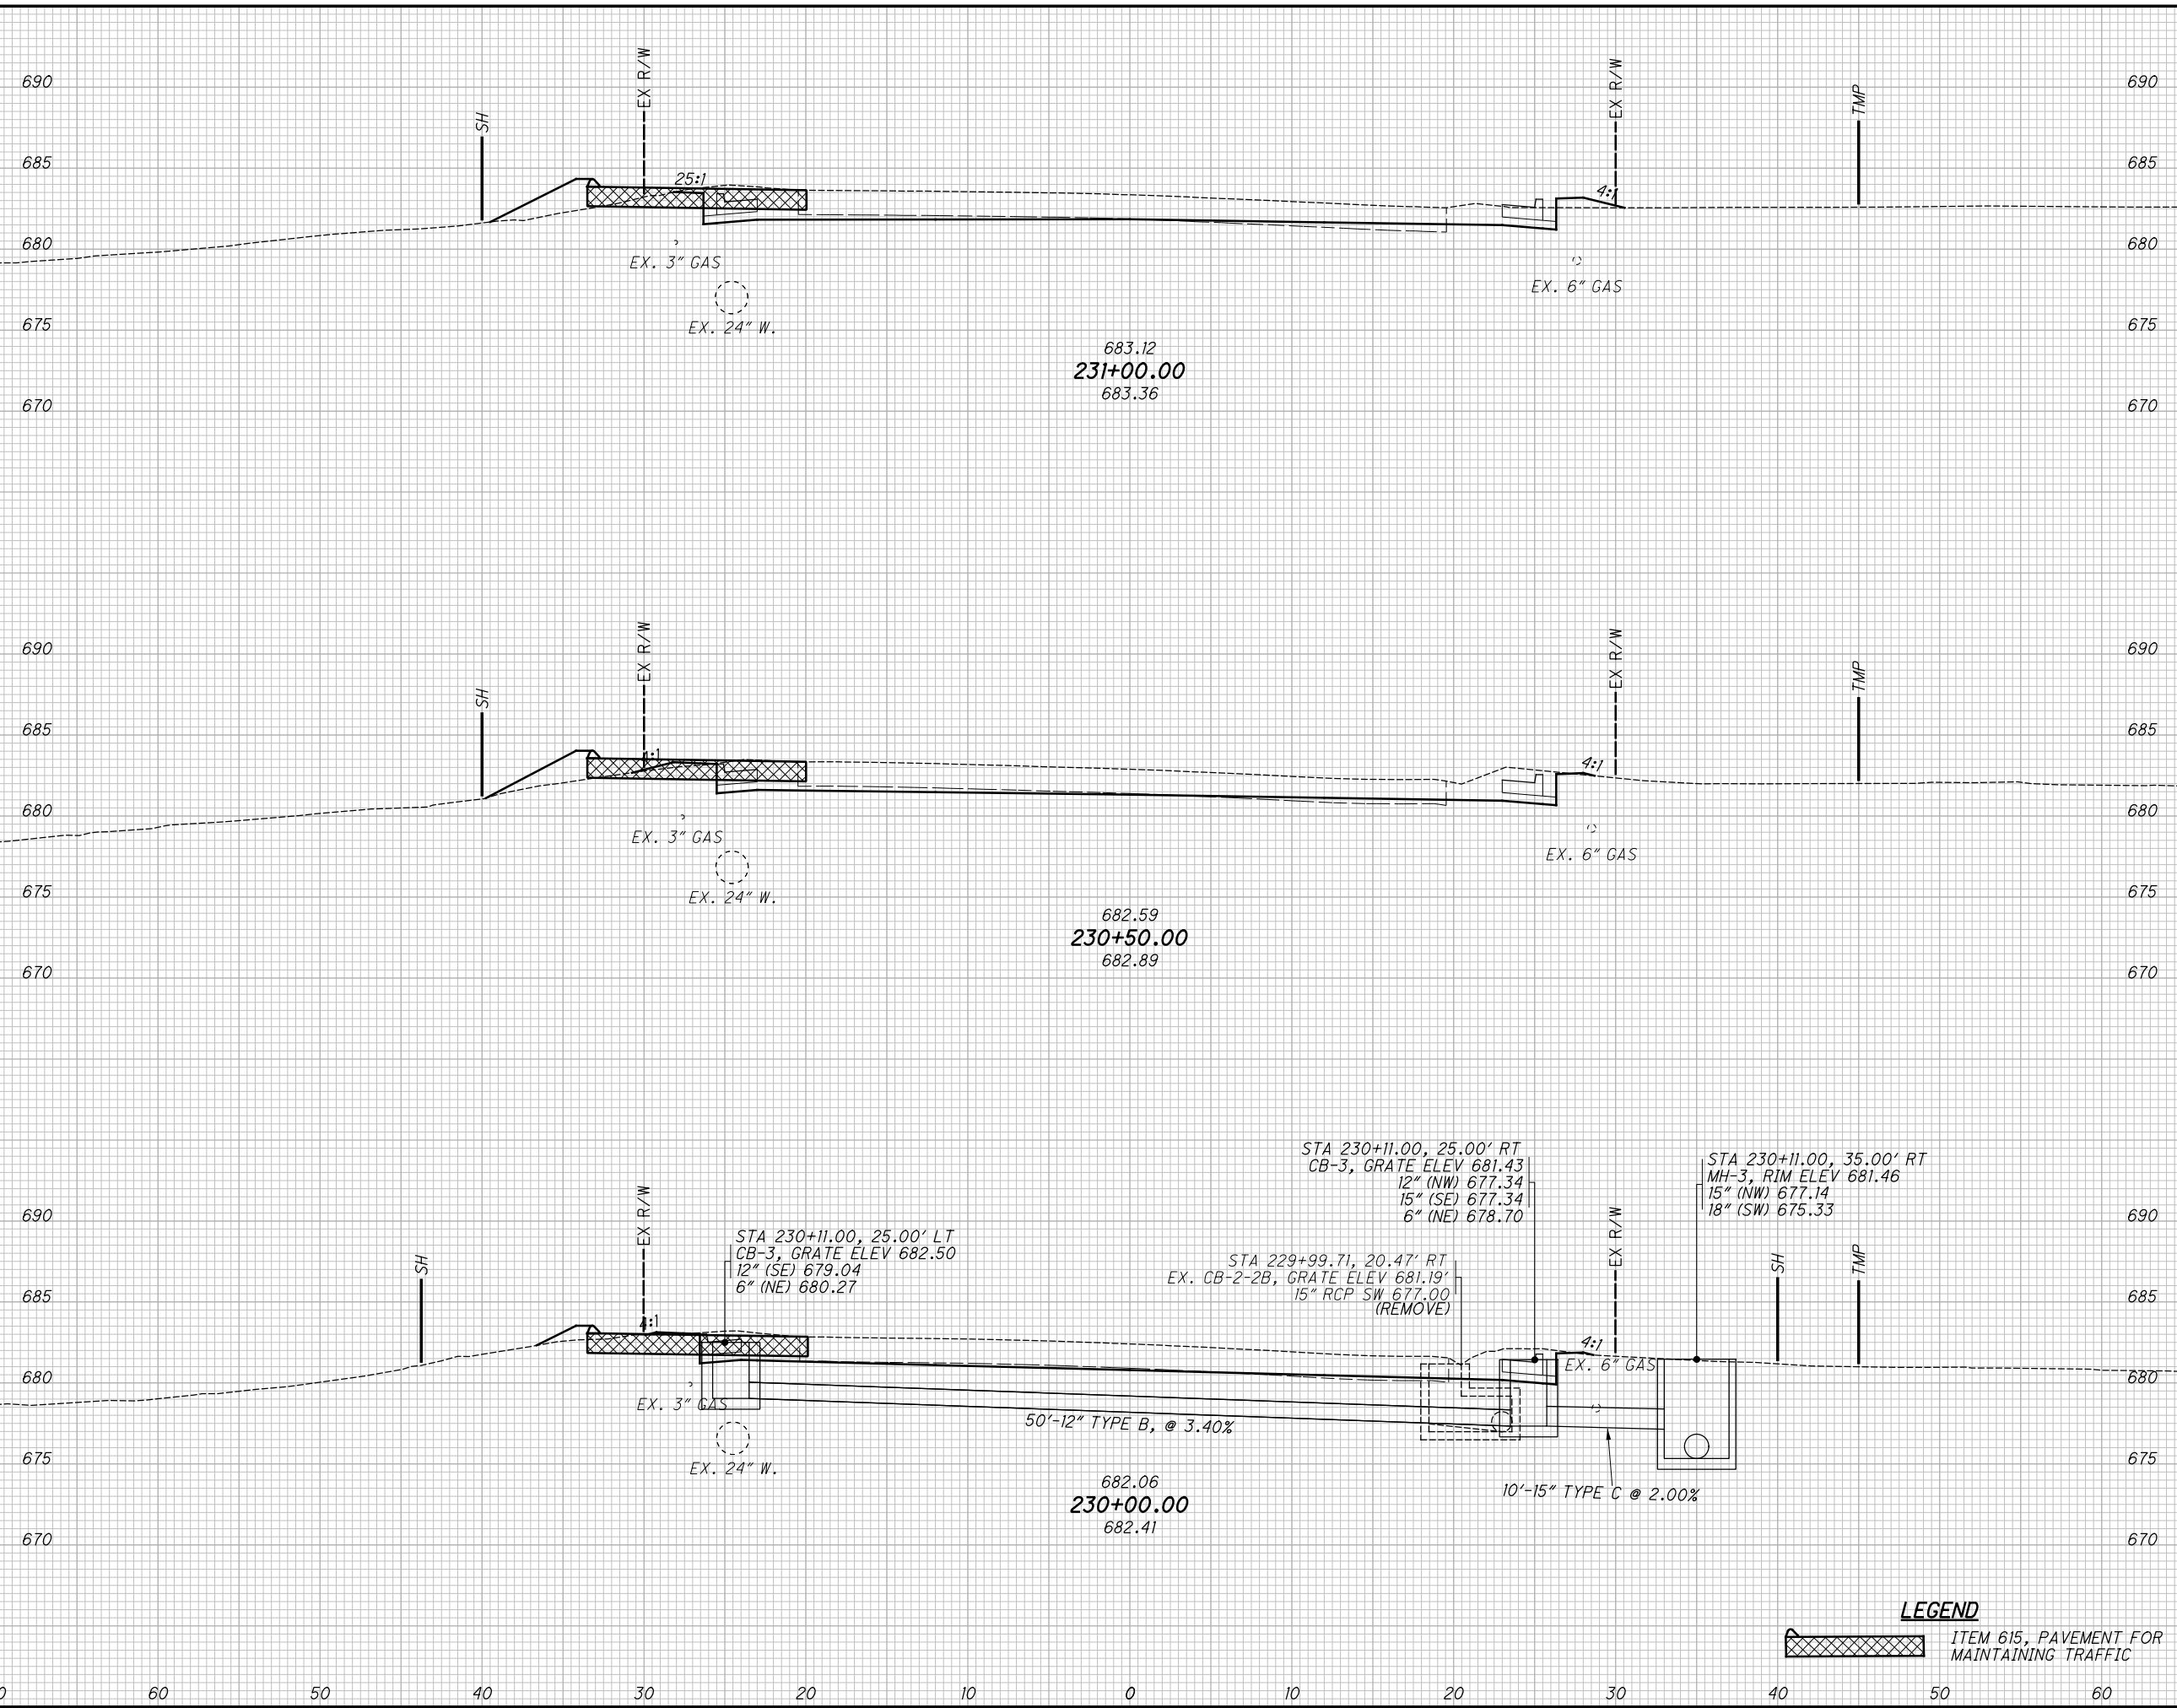 EX R/W
EX R/W
690
690
TMP
SH
685
685
25:1
4:1
680
680
EX. 3" GAS
EX. 6" GAS
675
675
EX. 24" W.
683.12
231+00.00
683.36
670
670
EX R/W
EX R/W
690
690
TMP
SH
685
685
4:1
4:1
680
680
EX. 3" GAS
EX. 6" GAS
675
675
EX. 24" W.
682.59
230+50.00
682.89
670
670
STA 230+11.00, 25.00' RT
CB-3, GRATE ELEV 681.43
12" (NW) 677.34
15" (SE) 677.34
6" (NE) 678.70
STA 230+11.00, 35.00' RT
MH-3, RIM ELEV 681.46
15" (NW) 677.14
18" (SW) 675.33
690
690
EX R/W
EX R/W
STA 230+11.00, 25.00' LT
CB-3, GRATE ELEV 682.50
12" (SE) 679.04
6" (NE) 680.27
STA 229+99.71, 20.47' RT
EX. CB-2-2B, GRATE ELEV 681.19'
15" RCP SW 677.00
(REMOVE)
SH
SH
TMP
685
685
4:1
4:1
EX. 6" GAS
680
680
EX. 3" GAS
50'-12" TYPE B, @ 3.40%
675
675
EX. 24" W.
682.06
230+00.00
682.41
10'-15" TYPE C @ 2.00%
670
670
LEGEND
ITEM 615, PAVEMENT FOR
MAINTAINING TRAFFIC
60 50 40 30 20 10 0 10 20 30 40 50 60